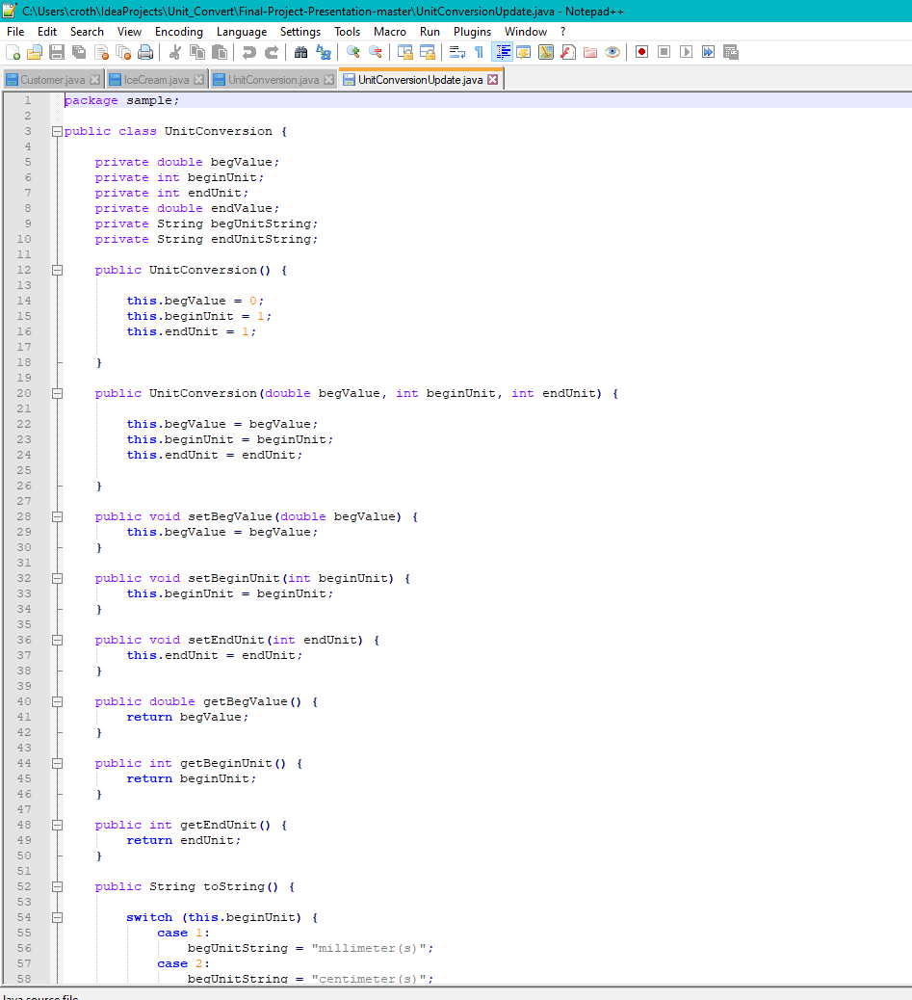 C:\Users\croth\IdeaProjects\Unit_Convert\Final-Project-Presentation-master\UnitConversionUpdate.java - Notepad++
File Edit Search View Encoding Language Settings Tools Macro Run Plugins Window ?
Customer.java IceCream.java UnitConversion.java UnitConversionUpdate.java
1 package sample;
2
3 public class UnitConversion {
4
5     private double begValue;
6     private int beginUnit;
7     private int endUnit;
8     private double endValue;
9     private String begUnitString;
10     private String endUnitString;
11
12     public UnitConversion() {
13
14         this.begValue = 0;
15         this.beginUnit = 1;
16         this.endUnit = 1;
17
18     }
19
20     public UnitConversion(double begValue, int beginUnit, int endUnit) {
21
22         this.begValue = begValue;
23         this.beginUnit = beginUnit;
24         this.endUnit = endUnit;
25
26     }
27
28     public void setBegValue(double begValue) {
29         this.begValue = begValue;
30     }
31
32     public void setBeginUnit(int beginUnit) {
33         this.beginUnit = beginUnit;
34     }
35
36     public void setEndUnit(int endUnit) {
37         this.endUnit = endUnit;
38     }
39
40     public double getBegValue() {
41         return begValue;
42     }
43
44     public int getBeginUnit() {
45         return beginUnit;
46     }
47
48     public int getEndUnit() {
49         return endUnit;
50     }
51
52     public String toString() {
53
54         switch (this.beginUnit) {
55             case 1:
56                 begUnitString = "millimeter(s)";
57             case 2:
58                 begUnitString = "centimeter(s)";
Java source file